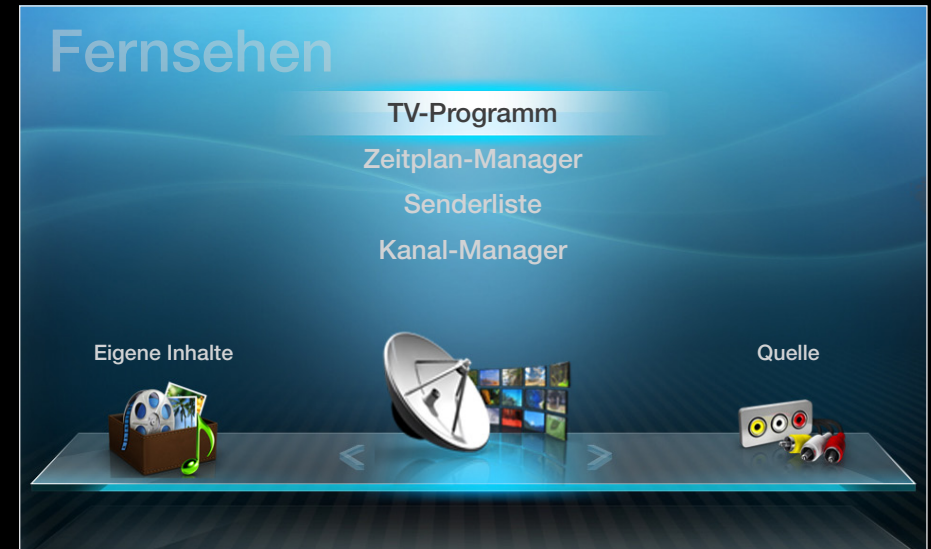 Fernsehen
TV-Programm
Zeitplan-Manager
Senderliste
Kanal-Manager
Eigene Inhalte
Quelle